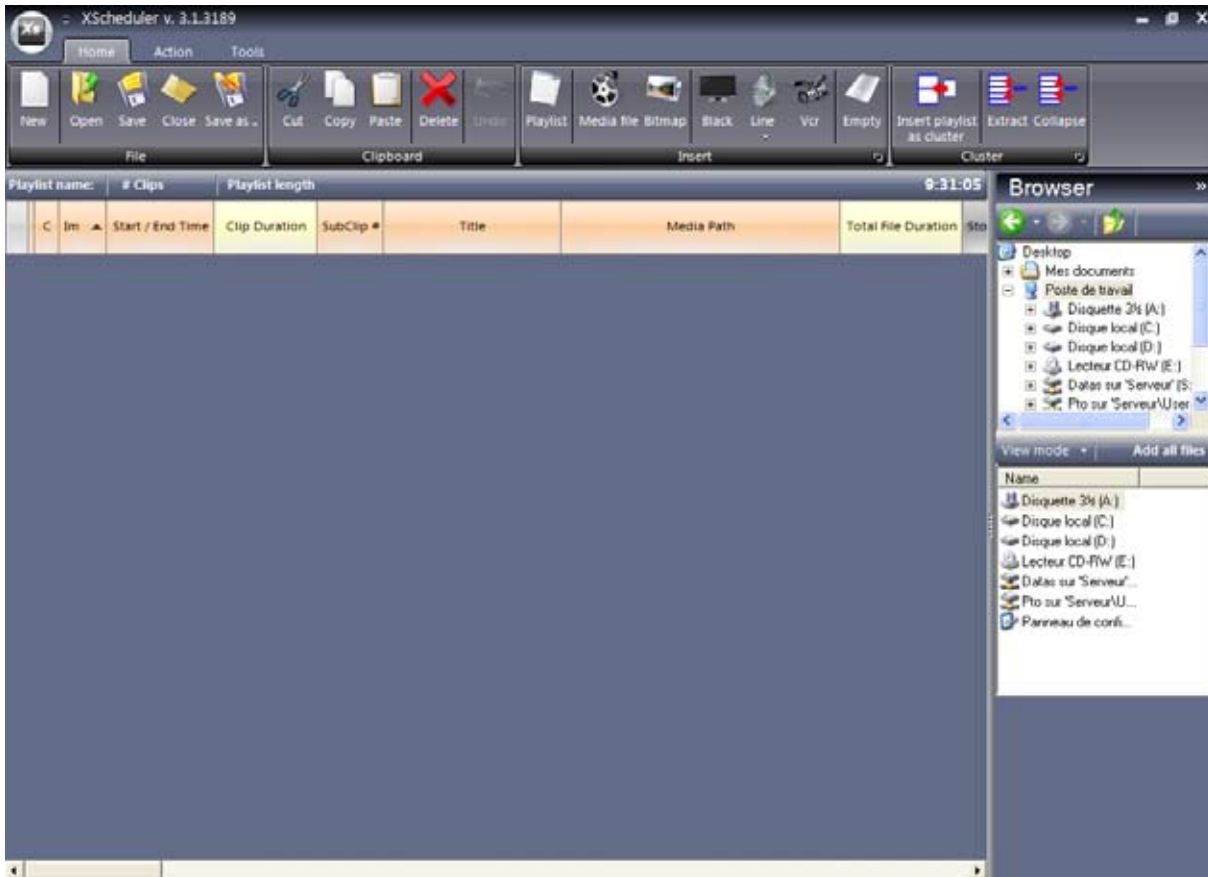 Xs
XScheduler v. 3.1.3189
Home Action Tools
New Open Save Close Save as . Cut Copy Paste Delete Undo Playlist Media file Bitmap Black Line Vcr Empty Insert playlist as cluster Extract Collapse
File Clipboard Insert Cluster
Playlist name: # Clips Playlist length 9:31:05
C Im Start / End Time Clip Duration SubClip # Title Media Path Total File Duration Sto
Browser »
Desktop
Mes documents
Poste de travail
Disquette 3½ (A:)
Disque local (C:)
Disque local (D:)
Lecteur CD-RW (E:)
Datas sur 'Serveur' (S:
Pto sur 'Serveur\User
View mode Add all files
Name
Disquette 3½ (A:)
Disque local (C:)
Disque local (D:)
Lecteur CD-RW (E:)
Datas sur 'Serveur'...
Pto sur 'Serveur\U...
Panneau de confi...